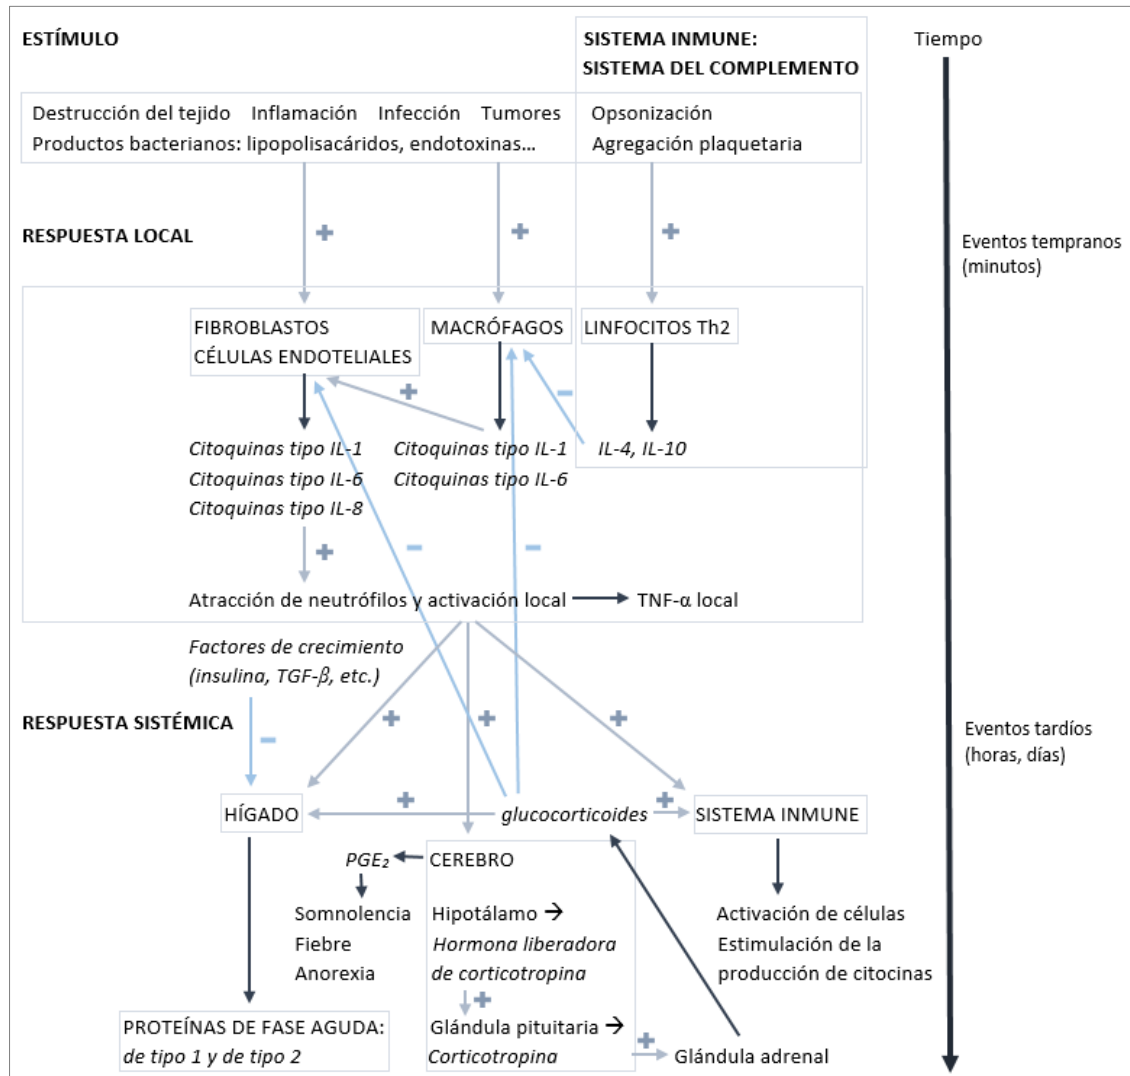 ESTÍMULO
SISTEMA INMUNE:
SISTEMA DEL COMPLEMENTO
Tiempo
Destrucción del tejido Inflamación Infección Tumores
Productos bacterianos: lipopolisacáridos, endotoxinas...
Opsonización
Agregación plaquetaria
+ + +
RESPUESTA LOCAL
Eventos tempranos
(minutos)
FIBROBLASTOS
CÉLULAS ENDOTELIALES
MACRÓFAGOS
LINFOCITOS Th2
+ −
Citoquinas tipo IL-1
Citoquinas tipo IL-6
Citoquinas tipo IL-8
Citoquinas tipo IL-1
Citoquinas tipo IL-6
IL-4, IL-10
+ − −
Atracción de neutrófilos y activación local
TNF-α local
Factores de crecimiento
(insulina, TGF-β, etc.)
RESPUESTA SISTÉMICA
− + + +
Eventos tardíos
(horas, días)
HÍGADO
+
glucocorticoides
+
SISTEMA INMUNE
PGE₂
CEREBRO
Somnolencia
Fiebre
Anorexia
Hipotálamo →
Hormona liberadora
de corticotropina
+
Glándula pituitaria →
Corticotropina
+
Glándula adrenal
Activación de células
Estimulación de la
producción de citocinas
PROTEÍNAS DE FASE AGUDA:
de tipo 1 y de tipo 2